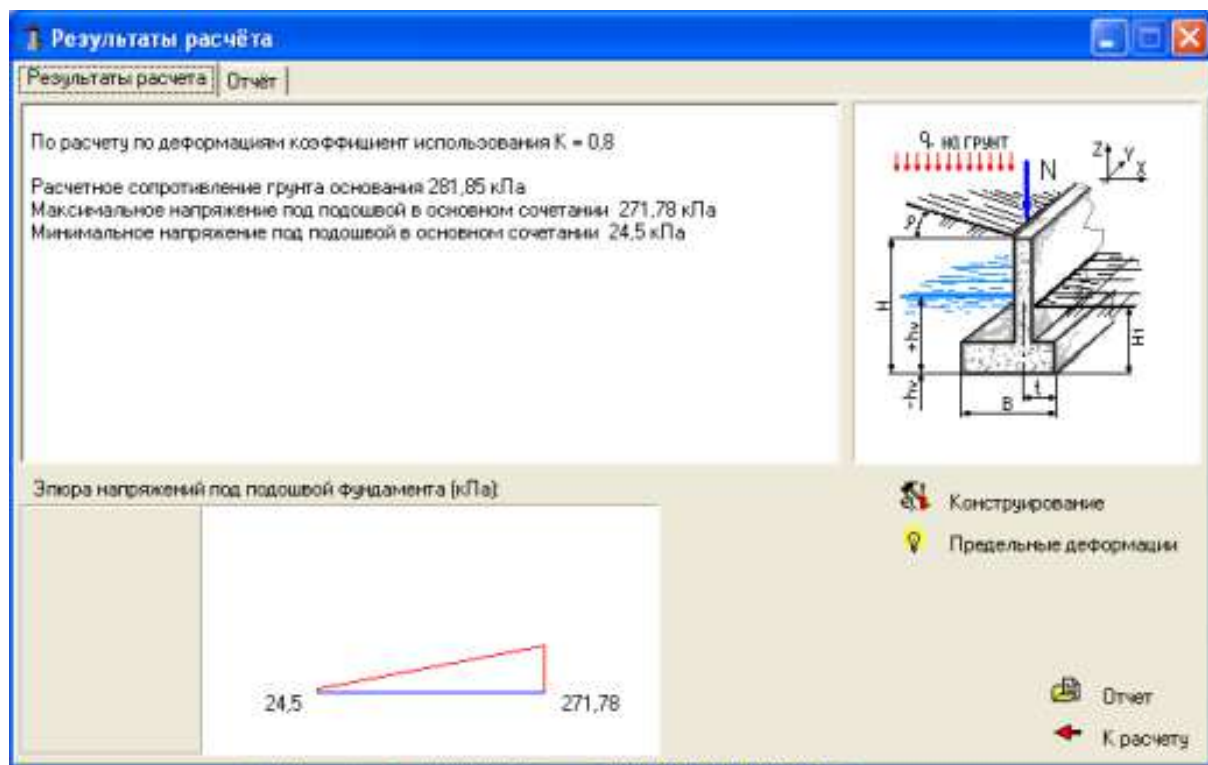 Результаты расчёта
Результаты расчета
Отчёт
По расчету по деформациям коэффициент использования K = 0,8
Расчетное сопротивление грунта основания 281,85 кПа
Максимальное напряжение под подошвой в основном сочетании 271,78 кПа
Минимальное напряжение под подошвой в основном сочетании 24,5 кПа
q на грунт
N
Z
Y
X
ρ
H
+hv
-hv
H1
t
B
Эпюра напряжений под подошвой фундамента (кПа):
24,5
271,78
Конструирование
Предельные деформации
Отчет
К расчету